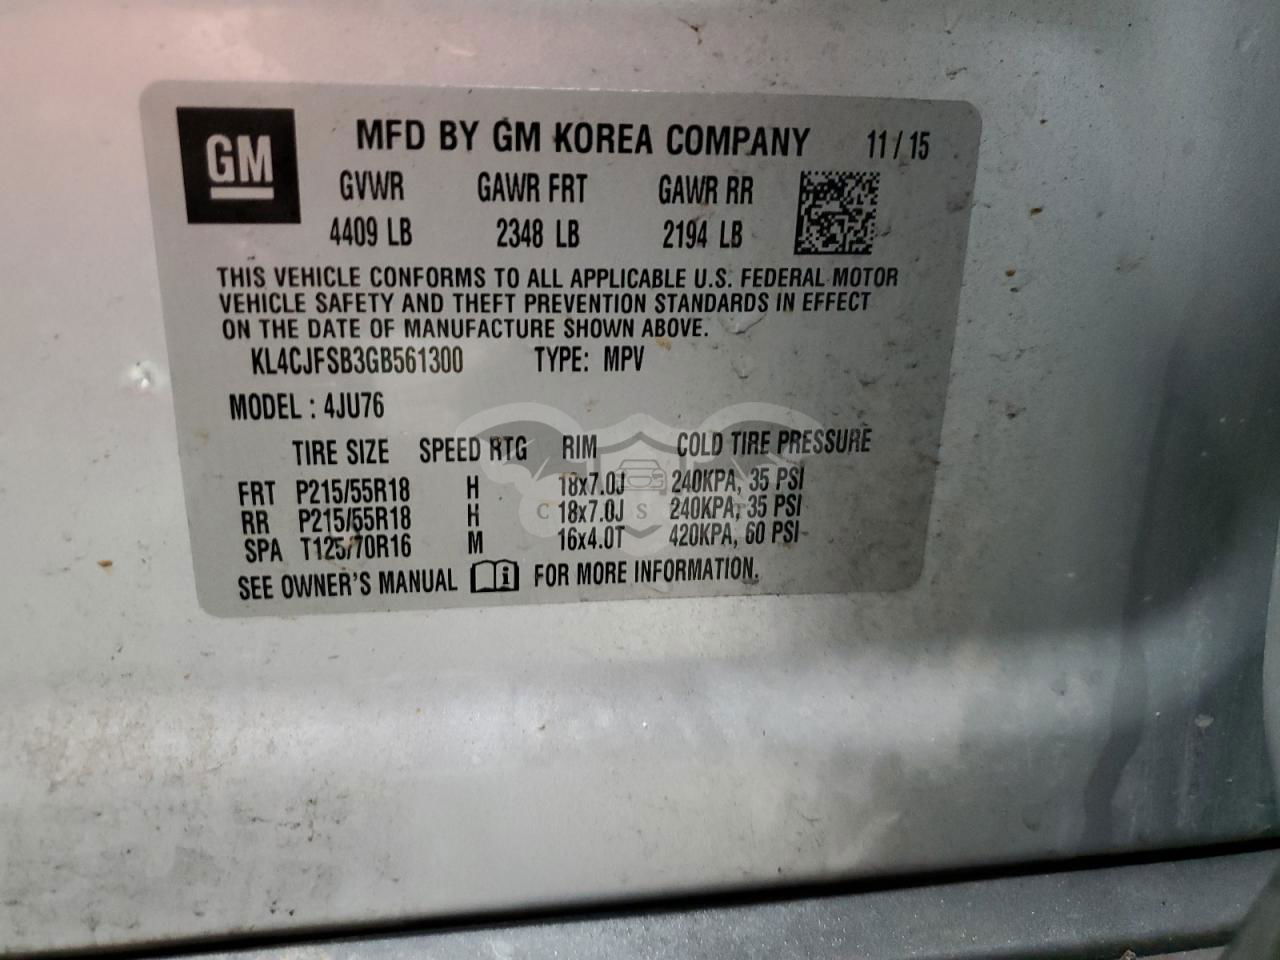 GM
MFD BY GM KOREA COMPANY 11 / 15
GVWR GAWR FRT GAWR RR
4409 LB 2348 LB 2194 LB
THIS VEHICLE CONFORMS TO ALL APPLICABLE U.S. FEDERAL MOTOR
VEHICLE SAFETY AND THEFT PREVENTION STANDARDS IN EFFECT
ON THE DATE OF MANUFACTURE SHOWN ABOVE.
KL4CJFSB3GB561300 TYPE: MPV
MODEL : 4JU76
TIRE SIZE SPEED RTG RIM COLD TIRE PRESSURE
FRT P215/55R18 H 18x7.0J 240KPA, 35 PSI
RR P215/55R18 H 18x7.0J 240KPA, 35 PSI
SPA T125/70R16 M 16x4.0T 420KPA, 60 PSI
SEE OWNER'S MANUAL FOR MORE INFORMATION.